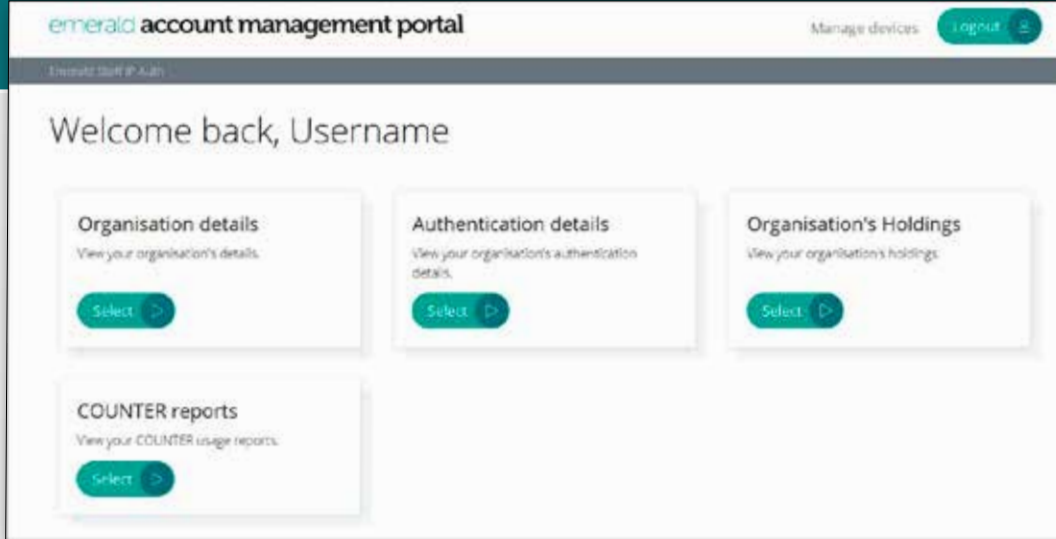 emerald account management portal
Manage devices
Logout
Emerald Staff IP Auth
Welcome back, Username
Organisation details
View your organisation's details.
Select
Authentication details
View your organisation's authentication
details.
Select
Organisation's Holdings
View your organisation's holdings.
Select
COUNTER reports
View your COUNTER usage reports.
Select